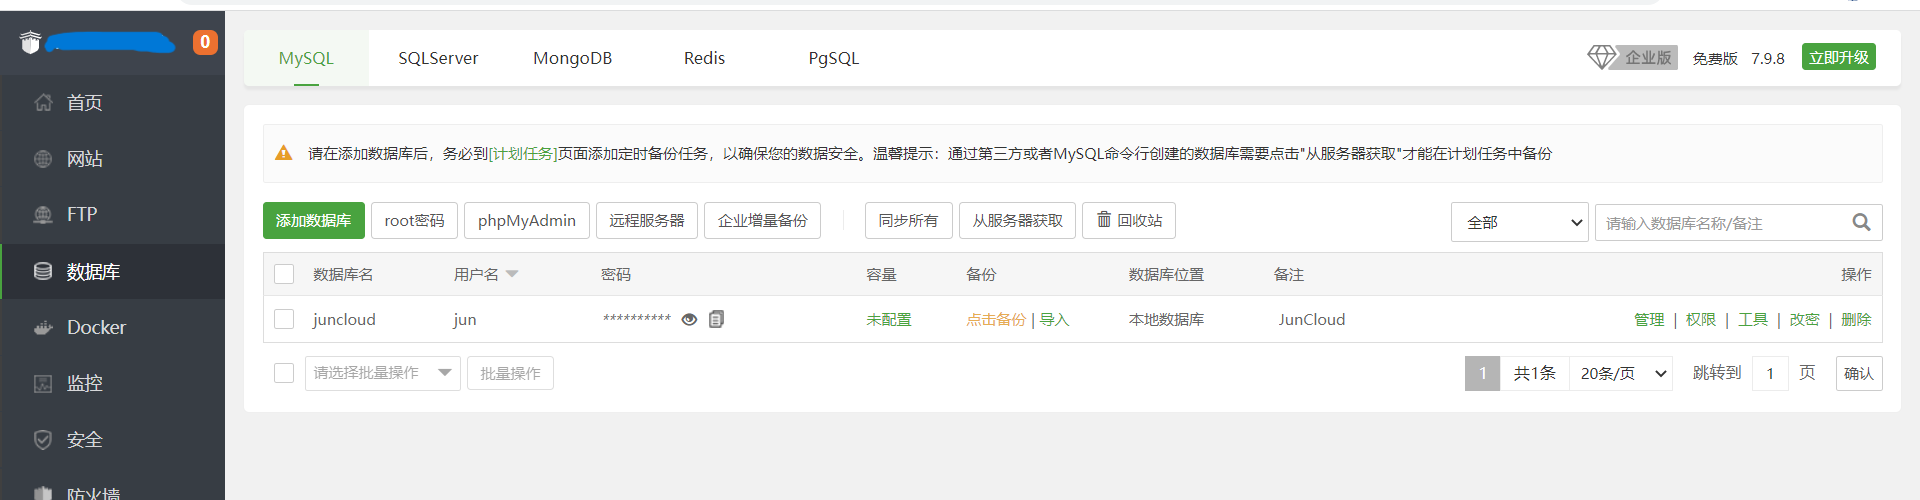 0
首页
网站
FTP
数据库
Docker
监控
安全
防火墙
MySQL SQLServer MongoDB Redis PgSQL
企业版 免费版 7.9.8 立即升级
请在添加数据库后，务必到[计划任务]页面添加定时备份任务，以确保您的数据安全。温馨提示：通过第三方或者MySQL命令行创建的数据库需要点击"从服务器获取"才能在计划任务中备份
添加数据库 root密码 phpMyAdmin 远程服务器 企业增量备份 同步所有 从服务器获取 回收站 全部 请输入数据库名称/备注
数据库名 用户名 密码 容量 备份 数据库位置 备注 操作
juncloud jun ********** 未配置 点击备份 | 导入 本地数据库 JunCloud 管理 | 权限 | 工具 | 改密 | 删除
请选择批量操作 批量操作 1 共1条 20条/页 跳转到 1 页 确认